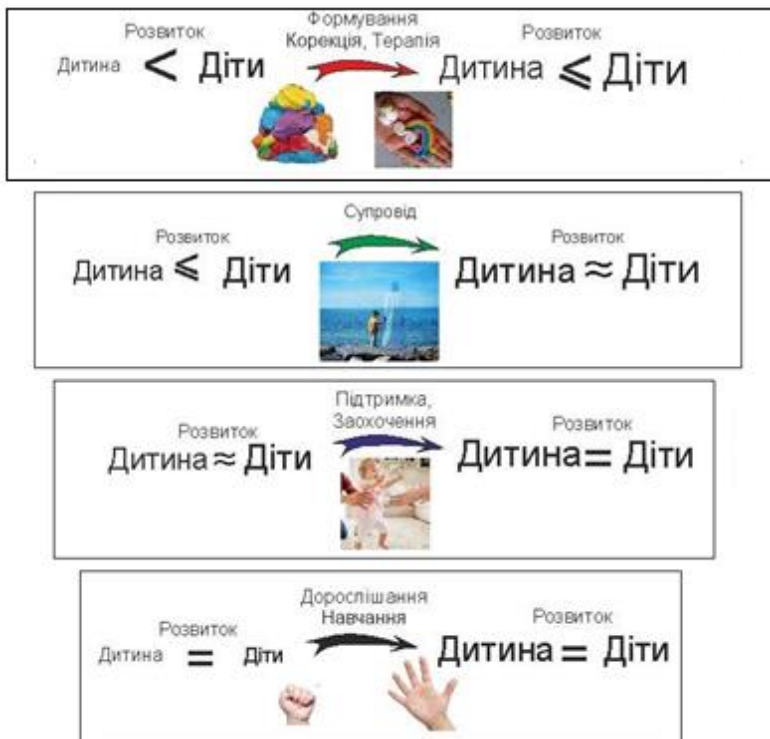 Формування
Корекція, Терапія
Розвиток
Розвиток
Дитина < Діти
Дитина ⩽ Діти
Супровід
Розвиток
Розвиток
Дитина ⩽ Діти
Дитина ≈ Діти
Підтримка,
Заохочення
Розвиток
Розвиток
Дитина ≈ Діти
Дитина = Діти
Дорослішання
Навчання
Розвиток
Розвиток
Дитина = Діти
Дитина = Діти